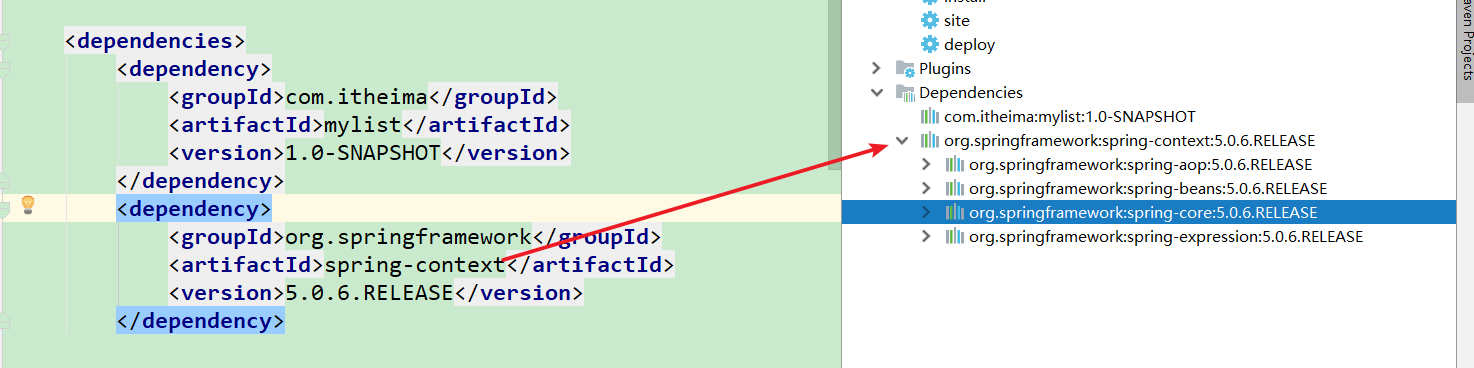 <dependencies>
<dependency>
<groupId>com.itheima</groupId>
<artifactId>mylist</artifactId>
<version>1.0-SNAPSHOT</version>
</dependency>
<dependency>
<groupId>org.springframework</groupId>
<artifactId>spring-context</artifactId>
<version>5.0.6.RELEASE</version>
</dependency>
site
deploy
Plugins
Dependencies
com.itheima:mylist:1.0-SNAPSHOT
org.springframework:spring-context:5.0.6.RELEASE
org.springframework:spring-aop:5.0.6.RELEASE
org.springframework:spring-beans:5.0.6.RELEASE
org.springframework:spring-core:5.0.6.RELEASE
org.springframework:spring-expression:5.0.6.RELEASE
Projects